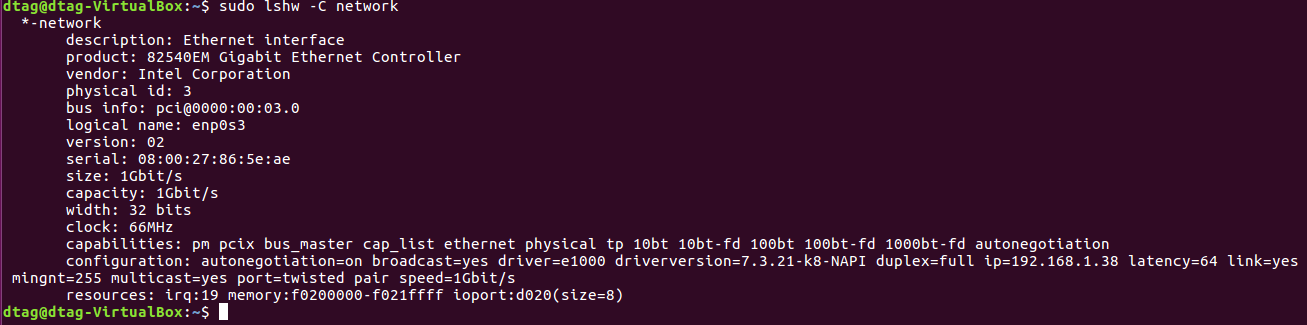 dtag@dtag-VirtualBox:~$ sudo lshw -C network
  *-network
       description: Ethernet interface
       product: 82540EM Gigabit Ethernet Controller
       vendor: Intel Corporation
       physical id: 3
       bus info: pci@0000:00:03.0
       logical name: enp0s3
       version: 02
       serial: 08:00:27:86:5e:ae
       size: 1Gbit/s
       capacity: 1Gbit/s
       width: 32 bits
       clock: 66MHz
       capabilities: pm pcix bus_master cap_list ethernet physical tp 10bt 10bt-fd 100bt 100bt-fd 1000bt-fd autonegotiation
       configuration: autonegotiation=on broadcast=yes driver=e1000 driverversion=7.3.21-k8-NAPI duplex=full ip=192.168.1.38 latency=64 link=yes
 mingnt=255 multicast=yes port=twisted pair speed=1Gbit/s
       resources: irq:19 memory:f0200000-f021ffff ioport:d020(size=8)
dtag@dtag-VirtualBox:~$